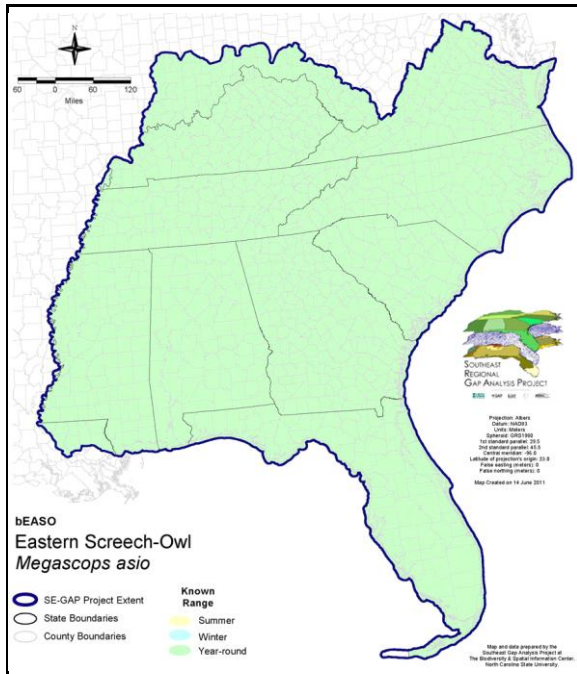 N
60 0 60 120
Miles
SOUTHEAST
REGIONAL
GAP ANALYSIS PROJECT
Projection: Albers
Datum: NAD83
Units: Meters
Spheroid: GRS1980
1st standard parallel: 29.5
2nd standard parallel: 45.5
Central meridian: -96.0
Latitude of projection's origin: 23.0
False easting (meters): 0
False northing (meters): 0
Map Created on 14 June 2011
bEASO
Eastern Screech-Owl
Megascops asio
SE-GAP Project Extent
State Boundaries
County Boundaries
Known
Range
Summer
Winter
Year-round
Map and data prepared by the
Southeast Gap Analysis Project at
The Biodiversity & Spatial Information Center,
North Carolina State University.